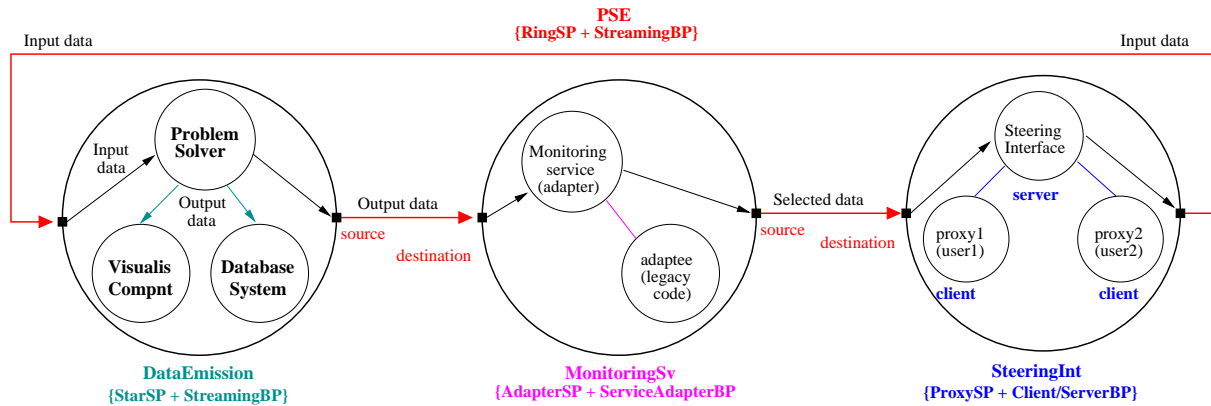 PSE
{RingSP + StreamingBP}
Input data
Input data
Problem
Solver
Input
data
Output
data
Visualis
Compnt
Database
System
DataEmission
{StarSP + StreamingBP}
Output data
source
destination
Monitoring
service
(adapter)
adaptee
(legacy
code)
MonitoringSv
{AdapterSP + ServiceAdapterBP
Selected data
source
destination
Steering
Interface
server
proxy1
(user1)
client
proxy2
(user2)
client
SteeringInt
{ProxySP + Client/ServerBP}